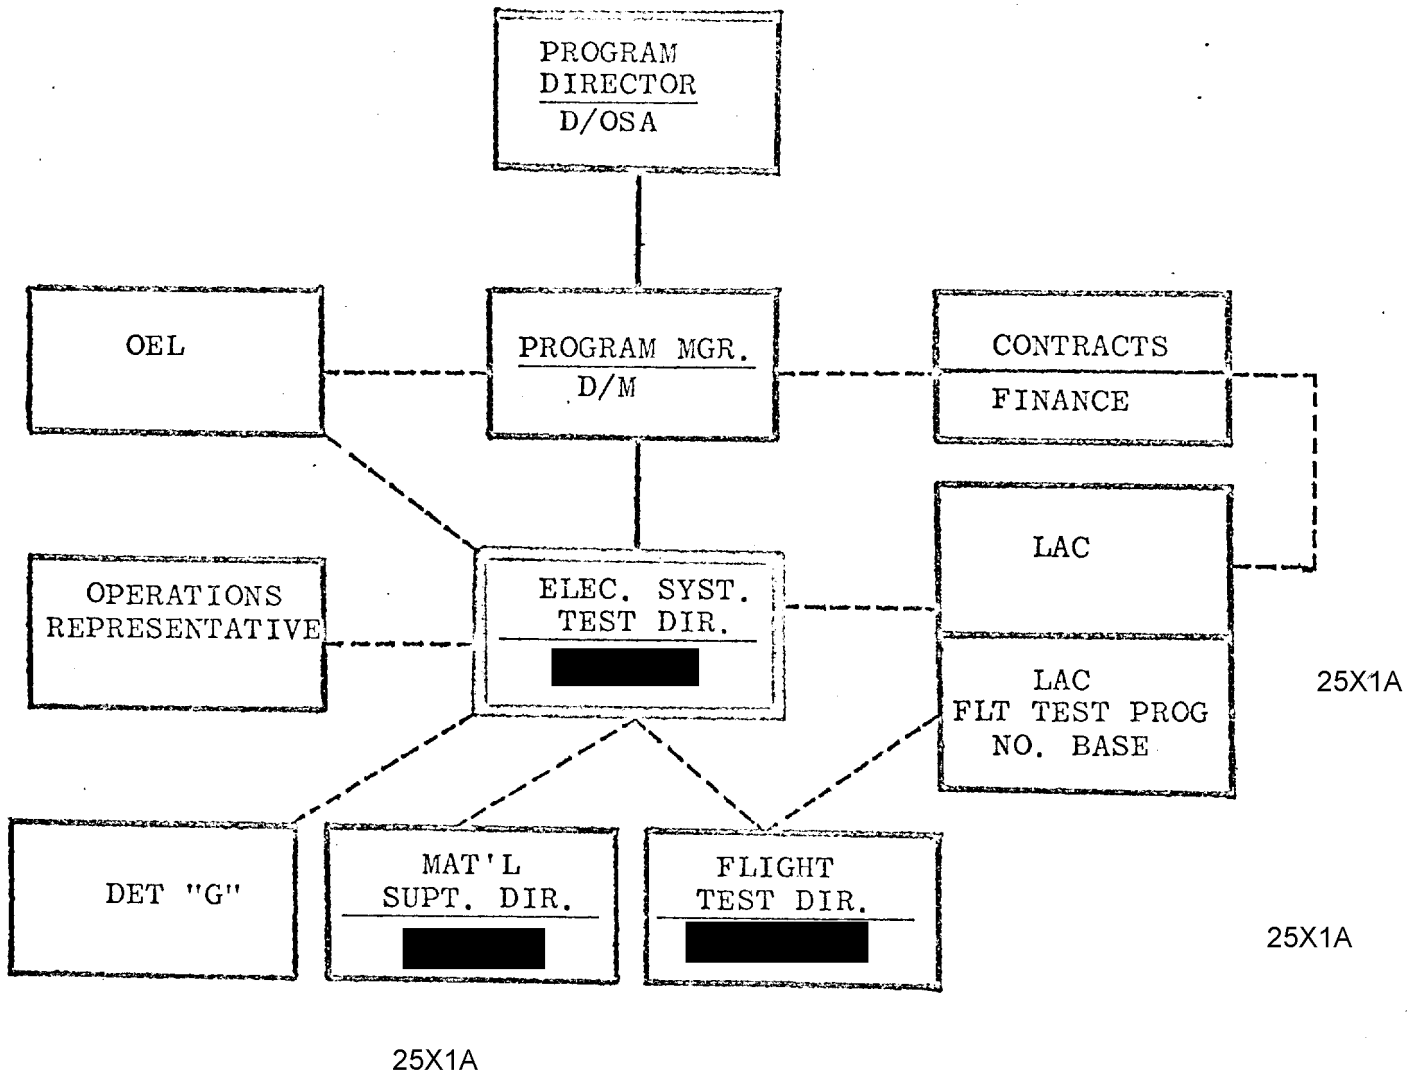 PROGRAM
DIRECTOR
D/OSA
OEL
PROGRAM MGR.
D/M
CONTRACTS
FINANCE
OPERATIONS
REPRESENTATIVE
ELEC. SYST.
TEST DIR.
LAC
LAC
FLT TEST PROG
NO. BASE
25X1A
DET "G"
MAT'L
SUPT. DIR.
FLIGHT
TEST DIR.
25X1A
25X1A